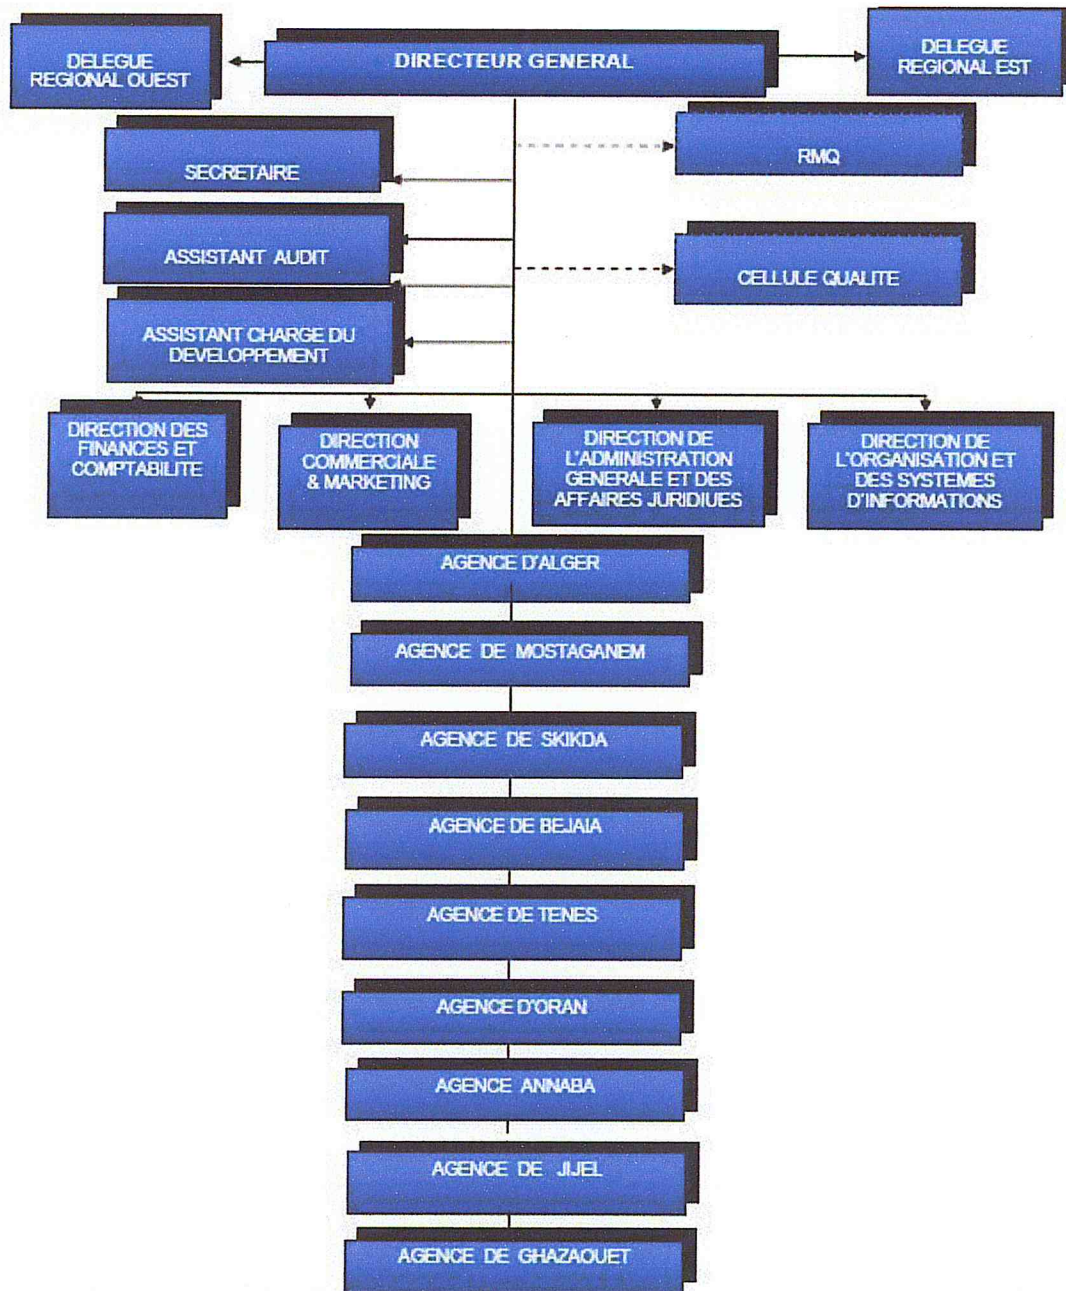 DELEGUE
REGIONAL OUEST
DIRECTEUR GENERAL
DELEGUE
REGIONAL EST
SECRETAIRE
RMQ
ASSISTANT AUDIT
CELLULE QUALITE
ASSISTANT CHARGE DU
DEVELOPPEMENT
DIRECTION DES
FINANCES ET
COMPTABILITE
DIRECTION
COMMERCIALE
& MARKETING
DIRECTION DE
L'ADMINISTRATION
GENERALE ET DES
AFFAIRES JURIDIUES
DIRECTION DE
L'ORGANISATION ET
DES SYSTEMES
D'INFORMATIONS
AGENCE D'ALGER
AGENCE DE MOSTAGANEM
AGENCE DE SKIKDA
AGENCE DE BEJAIA
AGENCE DE TENES
AGENCE D'ORAN
AGENCE ANNABA
AGENCE DE JIJEL
AGENCE DE GHAZAOUET